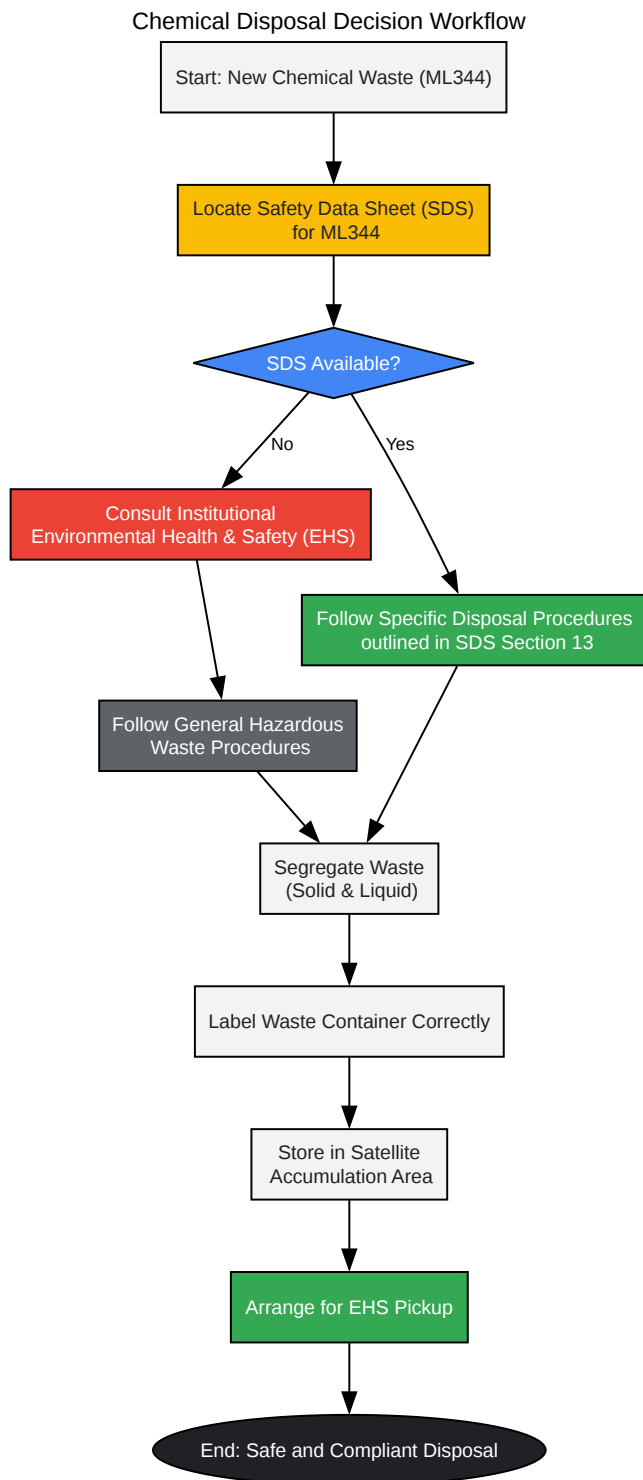 Chemical Disposal Decision Workflow
Start: New Chemical Waste (ML344)
Locate Safety Data Sheet (SDS)
for ML344
SDS Available?
No
Yes
Consult Institutional
Environmental Health & Safety (EHS)
Follow Specific Disposal Procedures
outlined in SDS Section 13
Follow General Hazardous
Waste Procedures
Segregate Waste
(Solid & Liquid)
Label Waste Container Correctly
Store in Satellite
Accumulation Area
Arrange for EHS Pickup
End: Safe and Compliant Disposal